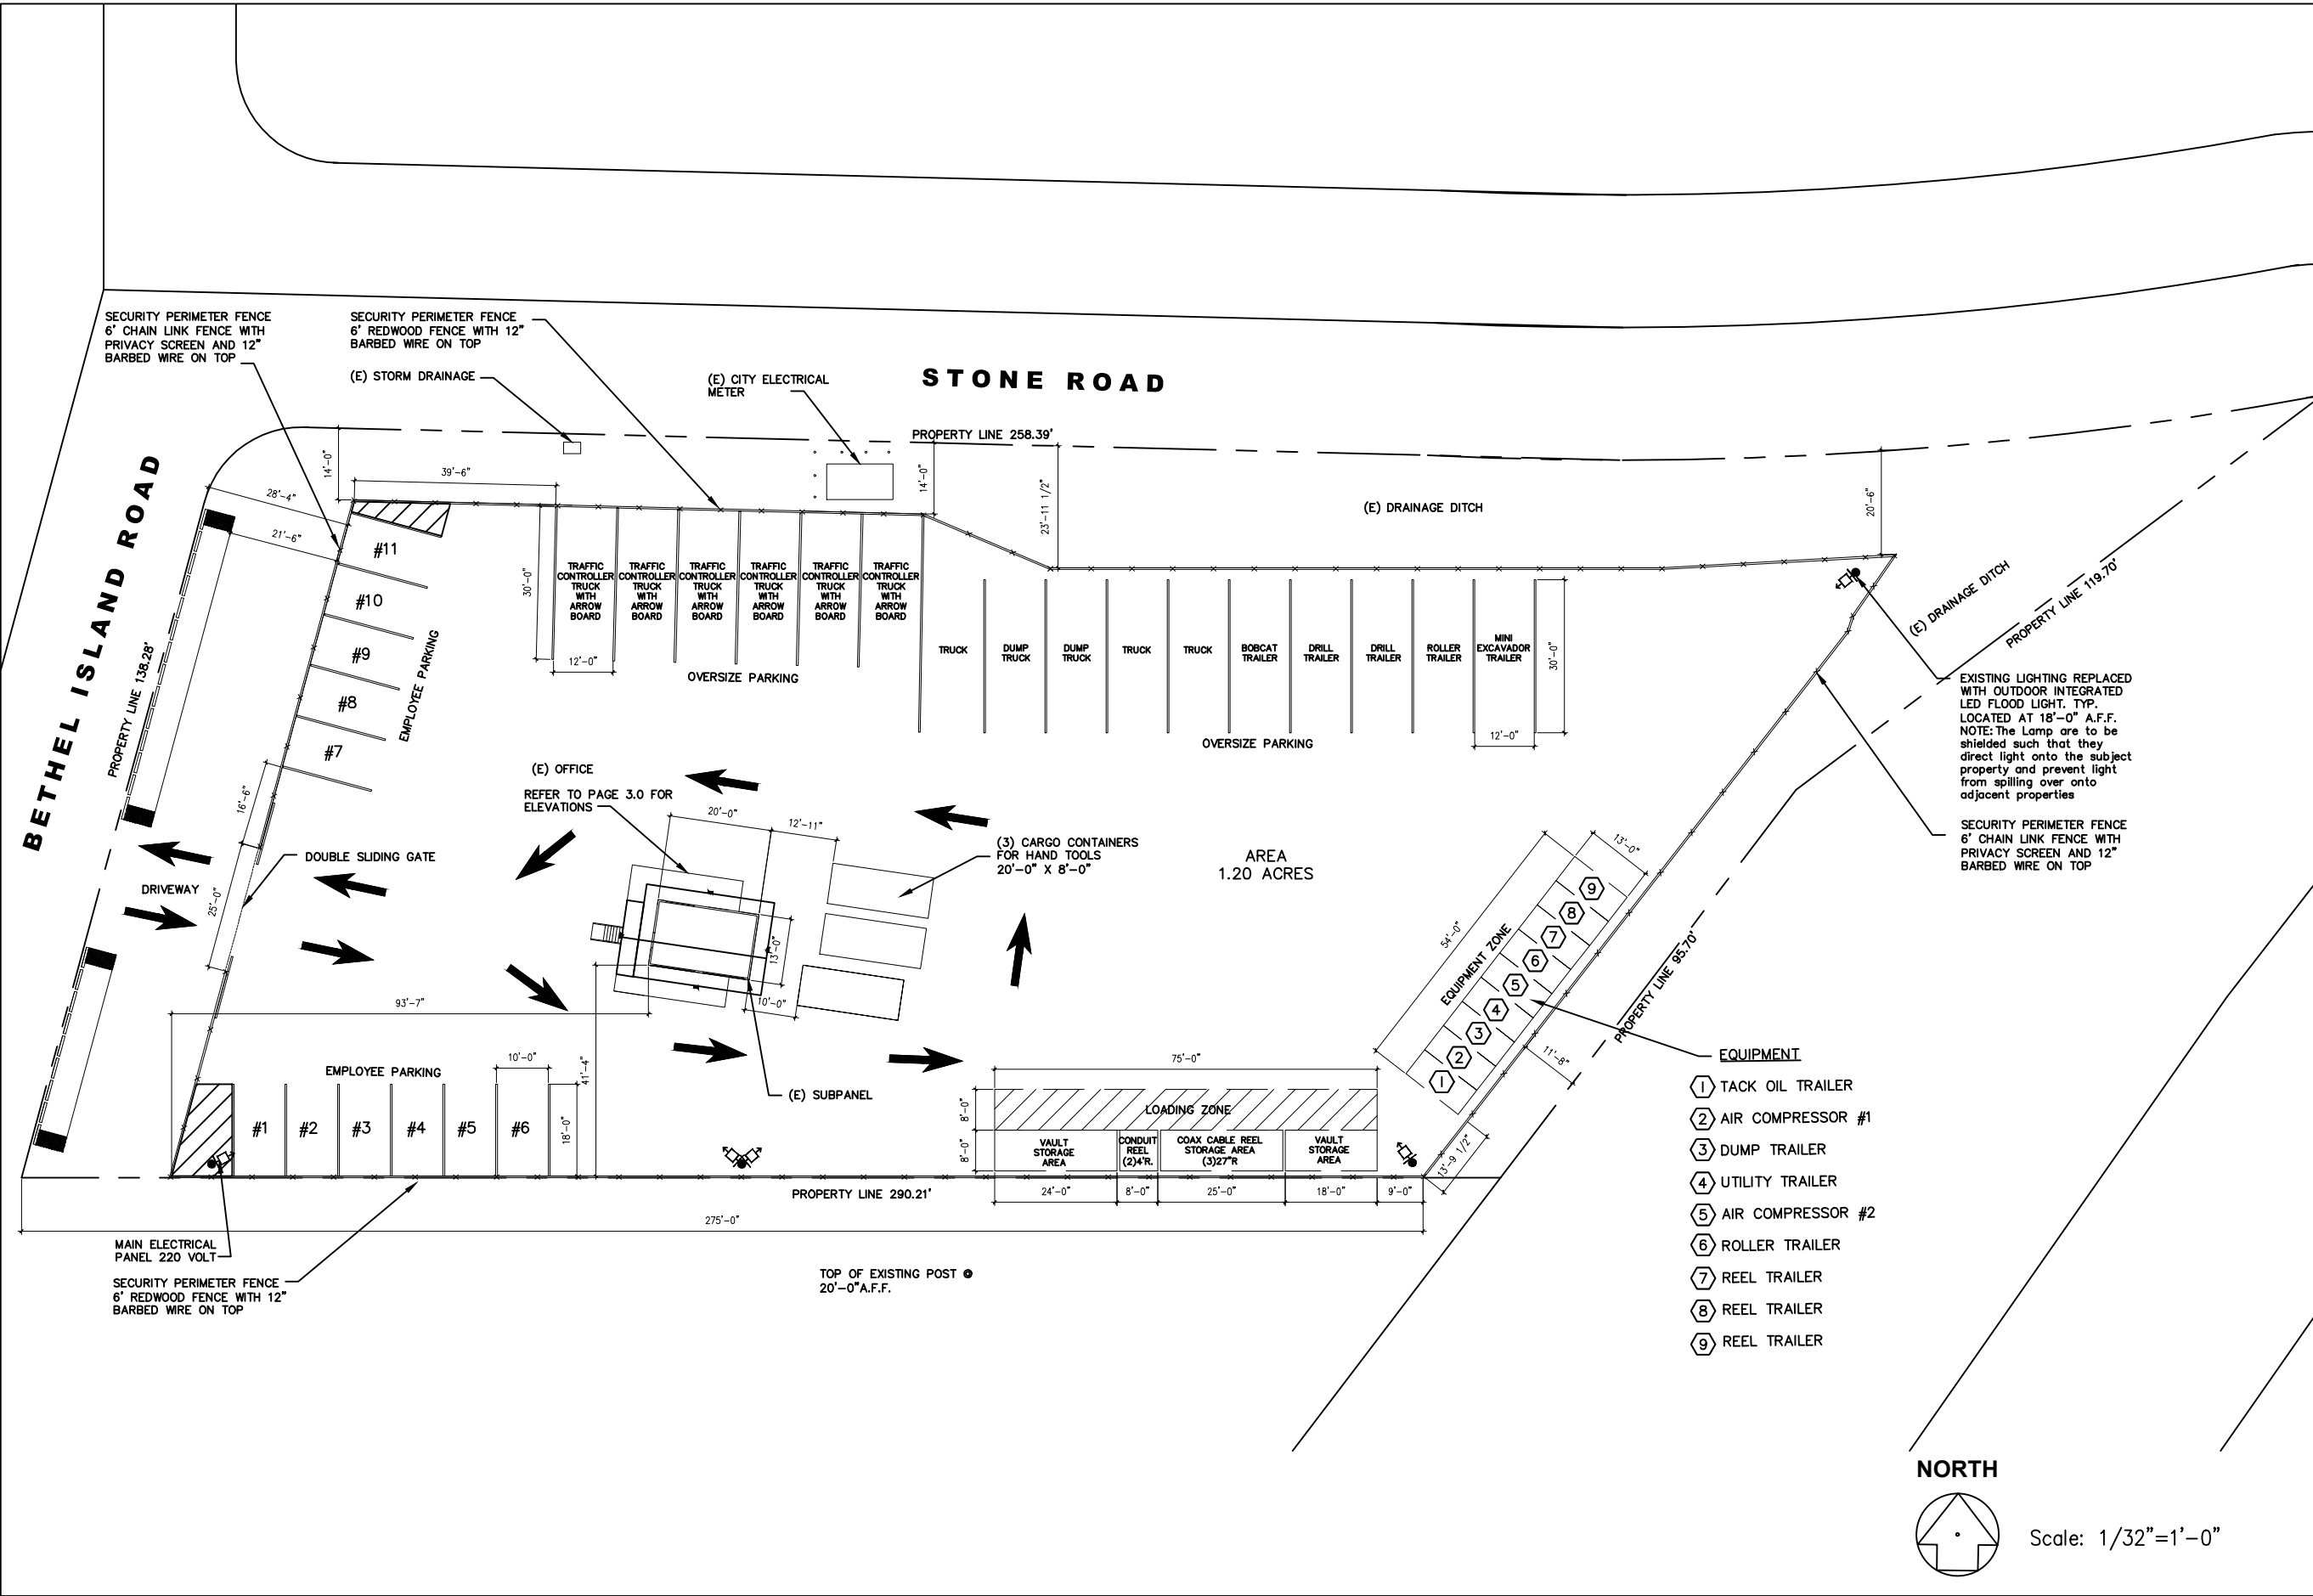 SECURITY PERIMETER FENCE
6' CHAIN LINK FENCE WITH
PRIVACY SCREEN AND 12"
BARBED WIRE ON TOP
SECURITY PERIMETER FENCE
6' REDWOOD FENCE WITH 12"
BARBED WIRE ON TOP
(E) STORM DRAINAGE
(E) CITY ELECTRICAL
METER
STONE ROAD
PROPERTY LINE 258.39'
BETHEL ISLAND ROAD
PROPERTY LINE 138.28'
14'-0"
39'-6"
28'-4"
21'-6"
14'-0"
23'-11 1/2"
(E) DRAINAGE DITCH
20'-6"
#11
#10
#9
#8
#7
EMPLOYEE PARKING
30'-0"
TRAFFIC
CONTROLLER
TRUCK
WITH
ARROW
BOARD
TRAFFIC
CONTROLLER
TRUCK
WITH
ARROW
BOARD
TRAFFIC
CONTROLLER
TRUCK
WITH
ARROW
BOARD
TRAFFIC
CONTROLLER
TRUCK
WITH
ARROW
BOARD
TRAFFIC
CONTROLLER
TRUCK
WITH
ARROW
BOARD
TRAFFIC
CONTROLLER
TRUCK
WITH
ARROW
BOARD
12'-0"
OVERSIZE PARKING
TRUCK
DUMP
TRUCK
DUMP
TRUCK
TRUCK
TRUCK
BOBCAT
TRAILER
DRILL
TRAILER
DRILL
TRAILER
ROLLER
TRAILER
MINI
EXCAVADOR
TRAILER
30'-0"
12'-0"
OVERSIZE PARKING
(E) DRAINAGE DITCH
PROPERTY LINE 119.70'
EXISTING LIGHTING REPLACED
WITH OUTDOOR INTEGRATED
LED FLOOD LIGHT. TYP.
LOCATED AT 18'-0" A.F.F.
NOTE: The Lamp are to be
shielded such that they
direct light onto the subject
property and prevent light
from spilling over onto
adjacent properties
SECURITY PERIMETER FENCE
6' CHAIN LINK FENCE WITH
PRIVACY SCREEN AND 12"
BARBED WIRE ON TOP
16'-6"
25'-0"
DOUBLE SLIDING GATE
DRIVEWAY
(E) OFFICE
REFER TO PAGE 3.0 FOR
ELEVATIONS
20'-0"
12'-11"
13'-0"
10'-0"
(3) CARGO CONTAINERS
FOR HAND TOOLS
20'-0" X 8'-0"
AREA
1.20 ACRES
93'-7"
41'-4"
(E) SUBPANEL
54'-0"
13'-0"
EQUIPMENT ZONE
9
8
7
6
5
4
3
2
1
11'-8"
13'-9 1/2"
PROPERTY LINE 95.70'
EMPLOYEE PARKING
10'-0"
18'-0"
#1
#2
#3
#4
#5
#6
75'-0"
8'-0"
8'-0"
LOADING ZONE
VAULT
STORAGE
AREA
CONDUIT
REEL
(2)4'R.
COAX CABLE REEL
STORAGE AREA
(3)27"R
VAULT
STORAGE
AREA
24'-0"
8'-0"
25'-0"
18'-0"
9'-0"
PROPERTY LINE 290.21'
275'-0"
MAIN ELECTRICAL
PANEL 220 VOLT
SECURITY PERIMETER FENCE
6' REDWOOD FENCE WITH 12"
BARBED WIRE ON TOP
TOP OF EXISTING POST @
20'-0"A.F.F.
EQUIPMENT
1 TACK OIL TRAILER
2 AIR COMPRESSOR #1
3 DUMP TRAILER
4 UTILITY TRAILER
5 AIR COMPRESSOR #2
6 ROLLER TRAILER
7 REEL TRAILER
8 REEL TRAILER
9 REEL TRAILER
NORTH
Scale: 1/32"=1'-0"